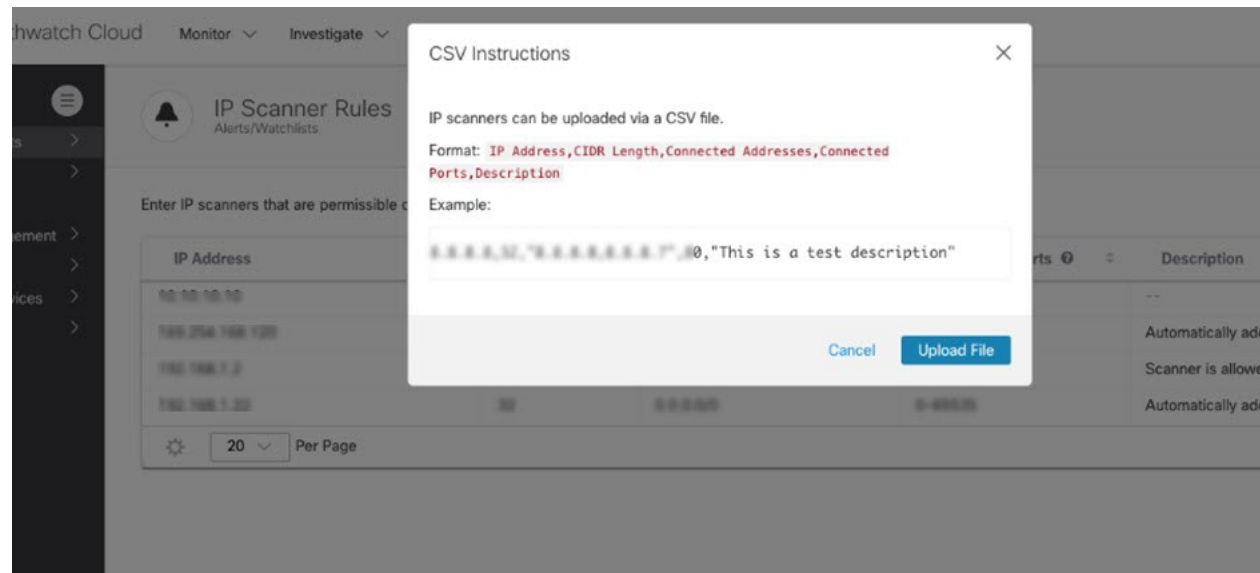 hwatch Cloud Monitor Investigate
CSV Instructions
IP Scanner Rules
Alerts/Watchlists
IP scanners can be uploaded via a CSV file.
Format: IP Address,CIDR Length,Connected Addresses,Connected
Ports,Description
Enter IP scanners that are permissible
Example:
ement
IP Address
0,"This is a test description"
rts
Description
vices
--
Automatically ad
Scanner is allowe
Automatically ad
Cancel Upload File
20 Per Page